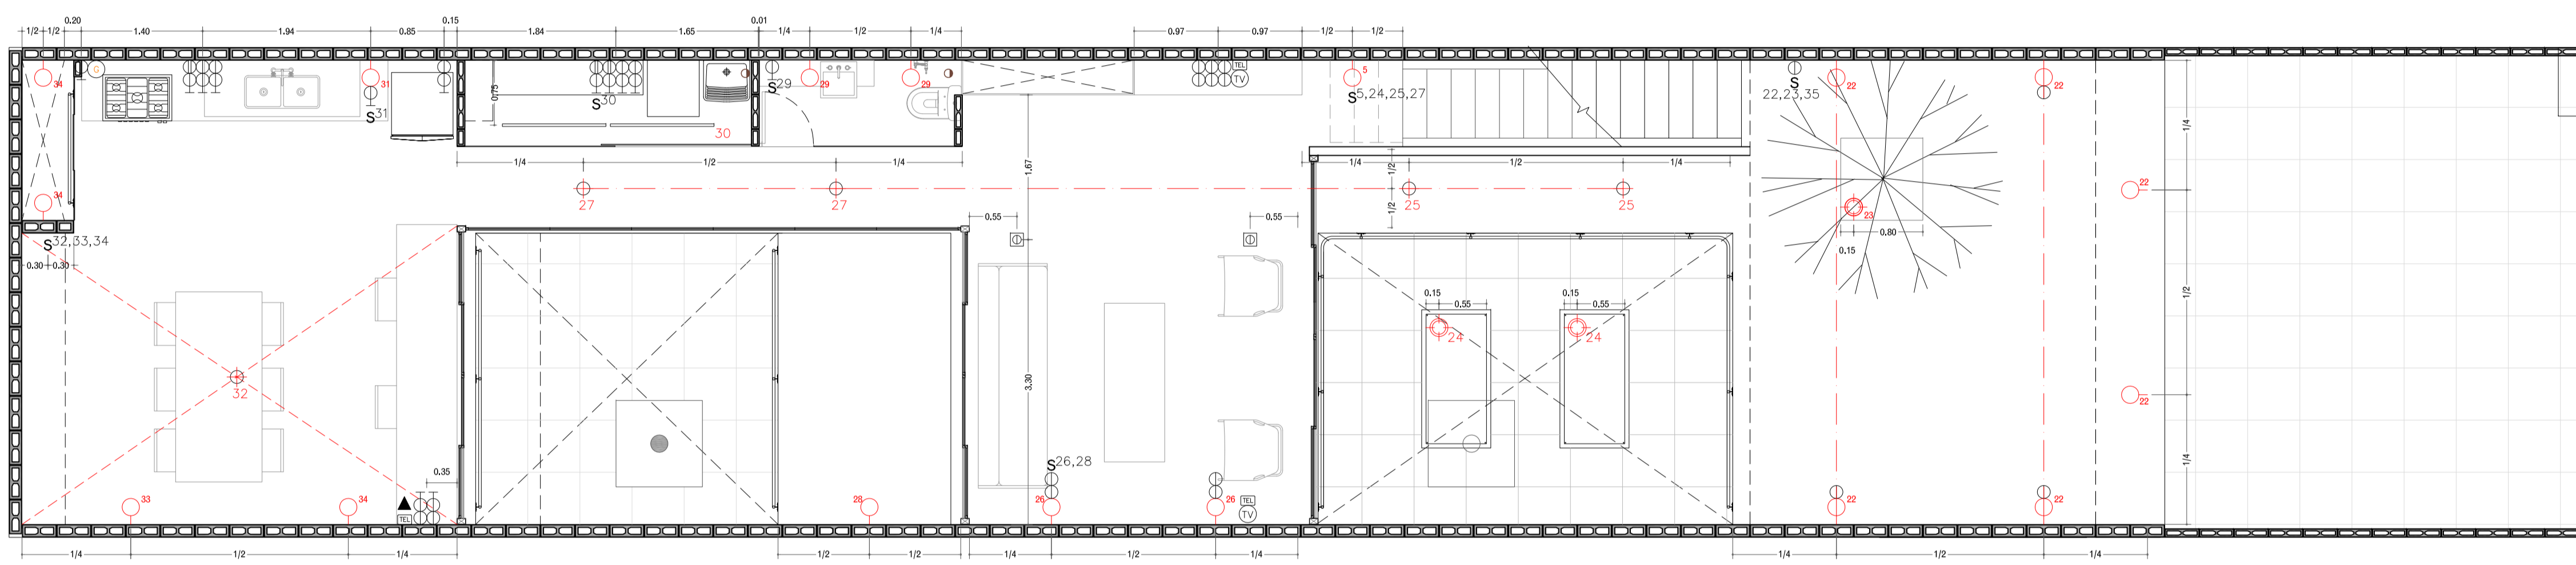 0.20 0.15 0.01
1/2 1/2 1.40 1.94 0.85 1.84 1.65 1/4 1/2 1/4 0.97 0.97 1/2 1/2
G TEL
TV
34 31 29 29 5 22 22
S31 S30 S29 S5,24,25,27 S
22,23,35
0.75
30
1/4 1/2 1/4 1/4 1/2 1/4
1.67 1/2 1/4
34 27 27 25 25 22
1/2 23
0.55 0.55 0.80
S32,33,34 0.15
0.30 0.30
0.15 0.55 0.15 0.55
1/2
24 24
3.30
32 22
S26,28
0.35 1/4
33 34 28 26 26 22 22
TEL TEL
TV
1/4 1/2 1/4 1/2 1/2 1/4 1/2 1/4 1/4 1/2 1/4